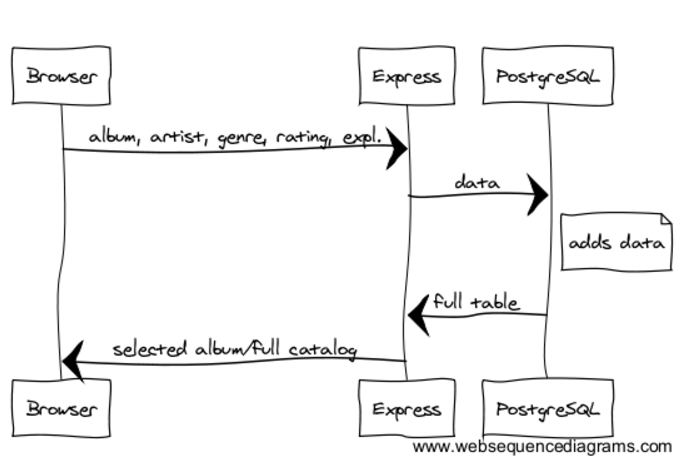 Browser
Express
PostgreSQL
album, artist, genre, rating, expl.
data
adds data
full table
selected album/full catalog
Browser
Express
PostgreSQL
www.websequencediagrams.com